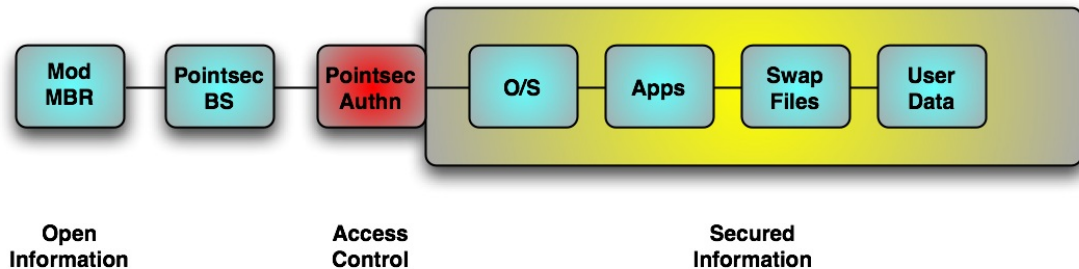 Mod
MBR
Pointsec
BS
Pointsec
Authn
O/S
Apps
Swap
Files
User
Data
Open
Information
Access
Control
Secured
Information